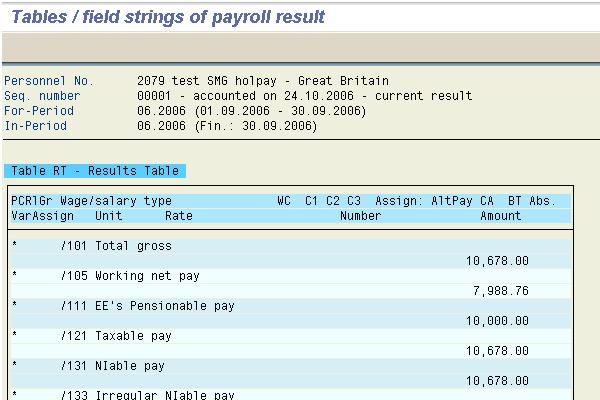 Tables / field strings of payroll result
Personnel No. 2079 test SMG holpay - Great Britain
Seq. number 00001 - accounted on 24.10.2006 - current result
For-Period 06.2006 (01.09.2006 - 30.09.2006)
In-Period 06.2006 (Fin.: 30.09.2006)
Table RT - Results Table
PCRlGr Wage/salary type WC C1 C2 C3 Assign: AltPay CA BT Abs.
VarAssign Unit Rate Number Amount
* /101 Total gross
10,678.00
* /105 Working net pay
7,988.76
* /111 EE's Pensionable pay
10,000.00
* /121 Taxable pay
10,678.00
* /131 NIable pay
10,678.00
* /133 Irregular NIable pay